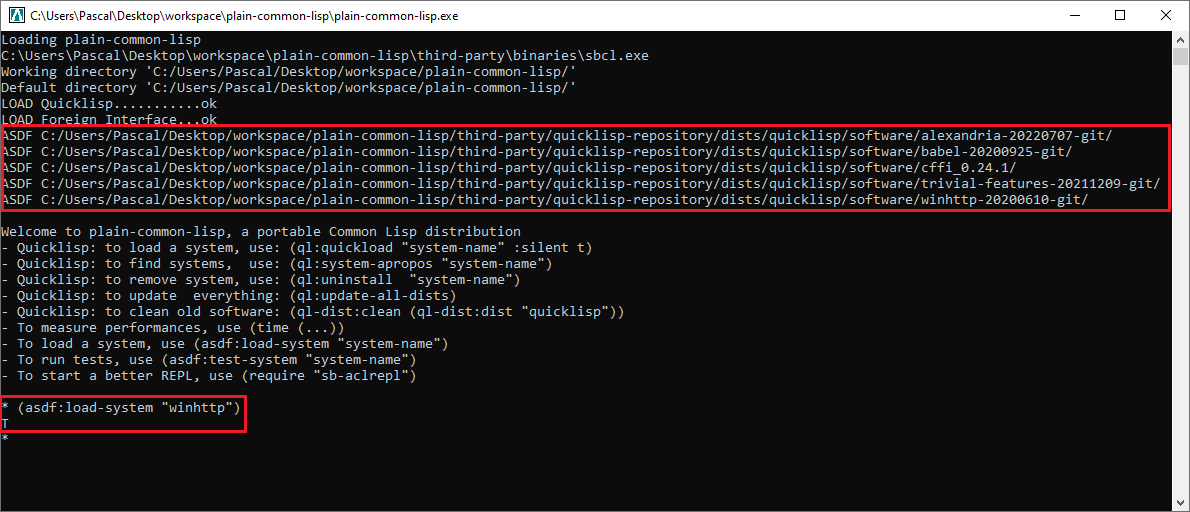 C:\Users\Pascal\Desktop\workspace\plain-common-lisp\plain-common-lisp.exe
Loading plain-common-lisp
C:\Users\Pascal\Desktop\workspace\plain-common-lisp\third-party\binaries\sbcl.exe
Working directory 'C:/Users/Pascal/Desktop/workspace/plain-common-lisp/'
Default directory 'C:/Users/Pascal/Desktop/workspace/plain-common-lisp/'
LOAD Quicklisp...........ok
LOAD Foreign Interface...ok
ASDF C:/Users/Pascal/Desktop/workspace/plain-common-lisp/third-party/quicklisp-repository/dists/quicklisp/software/alexandria-20220707-git/
ASDF C:/Users/Pascal/Desktop/workspace/plain-common-lisp/third-party/quicklisp-repository/dists/quicklisp/software/babel-20200925-git/
ASDF C:/Users/Pascal/Desktop/workspace/plain-common-lisp/third-party/quicklisp-repository/dists/quicklisp/software/cffi_0.24.1/
ASDF C:/Users/Pascal/Desktop/workspace/plain-common-lisp/third-party/quicklisp-repository/dists/quicklisp/software/trivial-features-20211209-git/
ASDF C:/Users/Pascal/Desktop/workspace/plain-common-lisp/third-party/quicklisp-repository/dists/quicklisp/software/winhttp-20200610-git/
Welcome to plain-common-lisp, a portable Common Lisp distribution
- Quicklisp: to load a system, use: (ql:quickload "system-name" :silent t)
- Quicklisp: to find systems,  use: (ql:system-apropos "system-name")
- Quicklisp: to remove system, use: (ql:uninstall  "system-name")
- Quicklisp: to update  everything: (ql:update-all-dists)
- Quicklisp: to clean old software: (ql-dist:clean (ql-dist:dist "quicklisp"))
- To measure performances, use (time (...))
- To load a system, use (asdf:load-system "system-name")
- To run tests, use (asdf:test-system "system-name")
- To start a better REPL, use (require "sb-aclrepl")
* (asdf:load-system "winhttp")
T
*